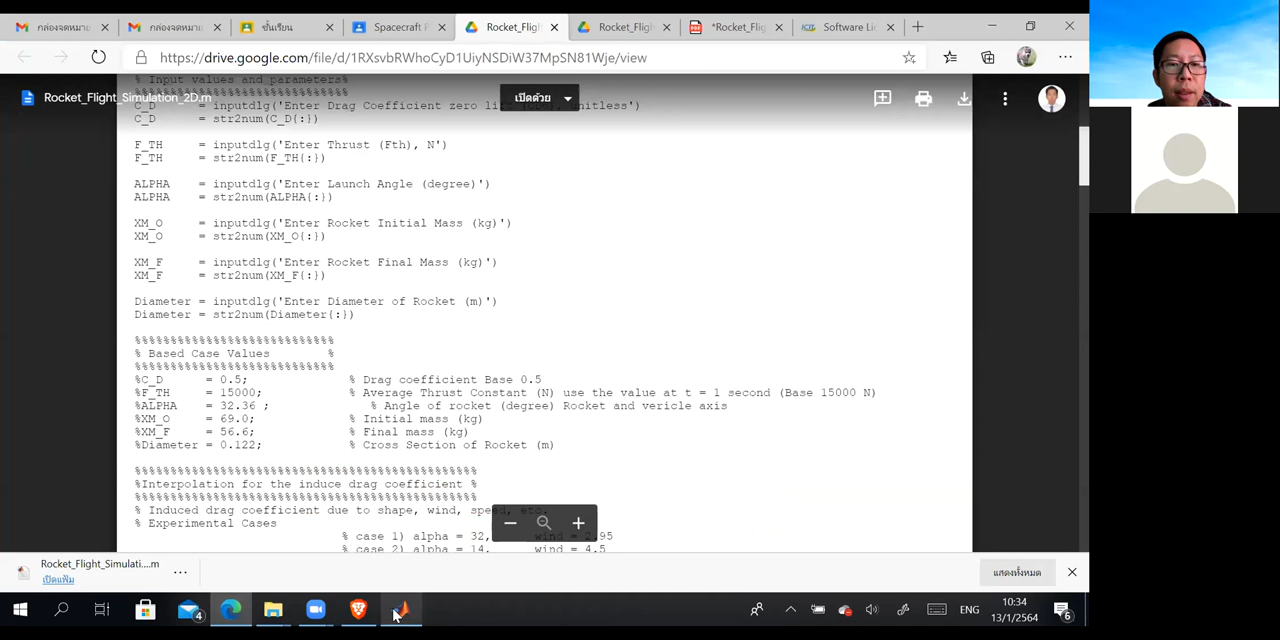 กล่องจดหมาย
กล่องจดหมาย
ชั้นเรียน
Spacecraft P
Rocket_Fligh
Rocket_Fligh
*Rocket_Flig
Software Li
https://drive.google.com/file/d/1RXsvbRWhoCyD1UiyNSDiW37MpSN81Wje/view
% Input values and parameters%
%%%%%%%%%%%%%%%%%%%%%%%%%%%%%%
Rocket_Flight_Simulation_2D.m
เปิดด้วย
C_D = inputdlg('Enter Drag Coefficient zero
C_D = str2num(C_D{:})
F_TH = inputdlg('Enter Thrust (Fth), N')
F_TH = str2num(F_TH{:})
ALPHA = inputdlg('Enter Launch Angle (degree)')
ALPHA = str2num(ALPHA{:})
XM_O = inputdlg('Enter Rocket Initial Mass (kg)')
XM_O = str2num(XM_O{:})
XM_F = inputdlg('Enter Rocket Final Mass (kg)')
XM_F = str2num(XM_F{:})
Diameter = inputdlg('Enter Diameter of Rocket (m)')
Diameter = str2num(Diameter{:})
%%%%%%%%%%%%%%%%%%%%%%%%%%%%
% Based Case Values %
%%%%%%%%%%%%%%%%%%%%%%%%%%%%
%C_D = 0.5; % Drag coefficient Base 0.5
%F_TH = 15000; % Average Thrust Constant (N) use the value at t = 1 second (Base 15000 N)
%ALPHA = 32.36 ; % Angle of rocket (degree) Rocket and vericle axis
%XM_O = 69.0; % Initial mass (kg)
%XM_F = 56.6; % Final mass (kg)
%Diameter = 0.122; % Cross Section of Rocket (m)
%%%%%%%%%%%%%%%%%%%%%%%%%%%%%%%%%%%%%%%%%%%%%%%%
%Interpolation for the induce drag coefficient %
%%%%%%%%%%%%%%%%%%%%%%%%%%%%%%%%%%%%%%%%%%%%%%%%
% Induced drag coefficient due to shape, wind, speed, etc.
% Experimental Cases
% case 1) alpha = 32, wind = 2.95
% case 2) alpha = 14, wind = 4.5
Rocket_Flight_Simulati....m
เปิดแฟ้ม
แสดงทั้งหมด
4
ENG
10:34
13/1/2564
6